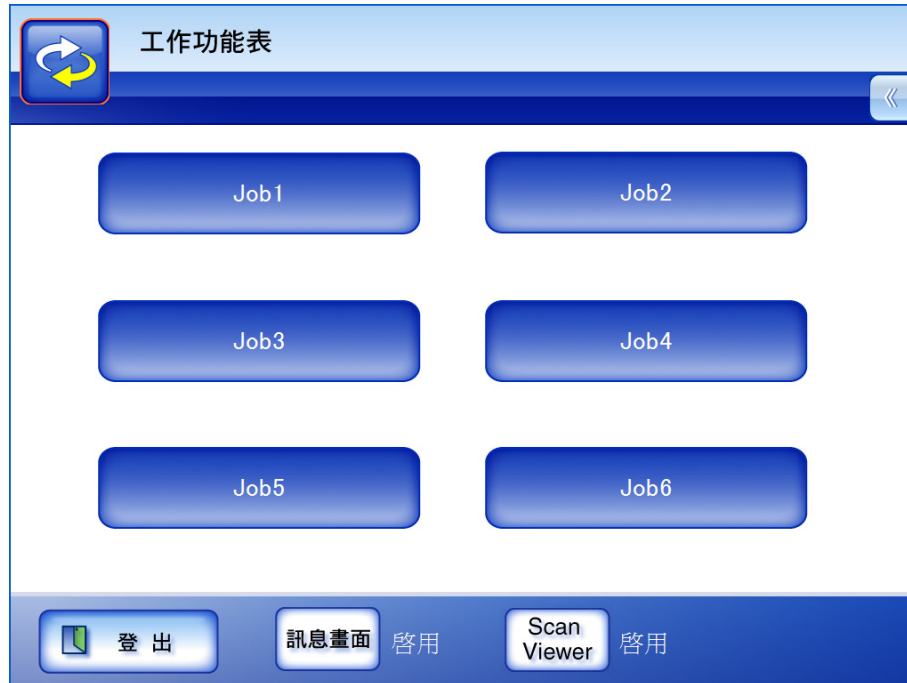 工作功能表
《
Job1
Job2
Job3
Job4
Job5
Job6
登 出
訊息畫面
啓用
Scan
Viewer
啓用